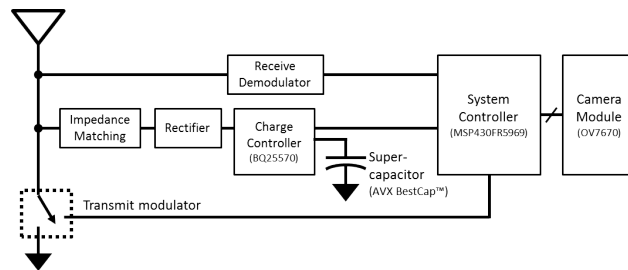 Receive
Demodulator
System
Controller
(MSP430FR5969)
Camera
Module
(OV7670)
Impedance
Matching
Rectifier
Charge
Controller
(BQ25570)
Super-
capacitor
(AVX BestCap™)
Transmit modulator